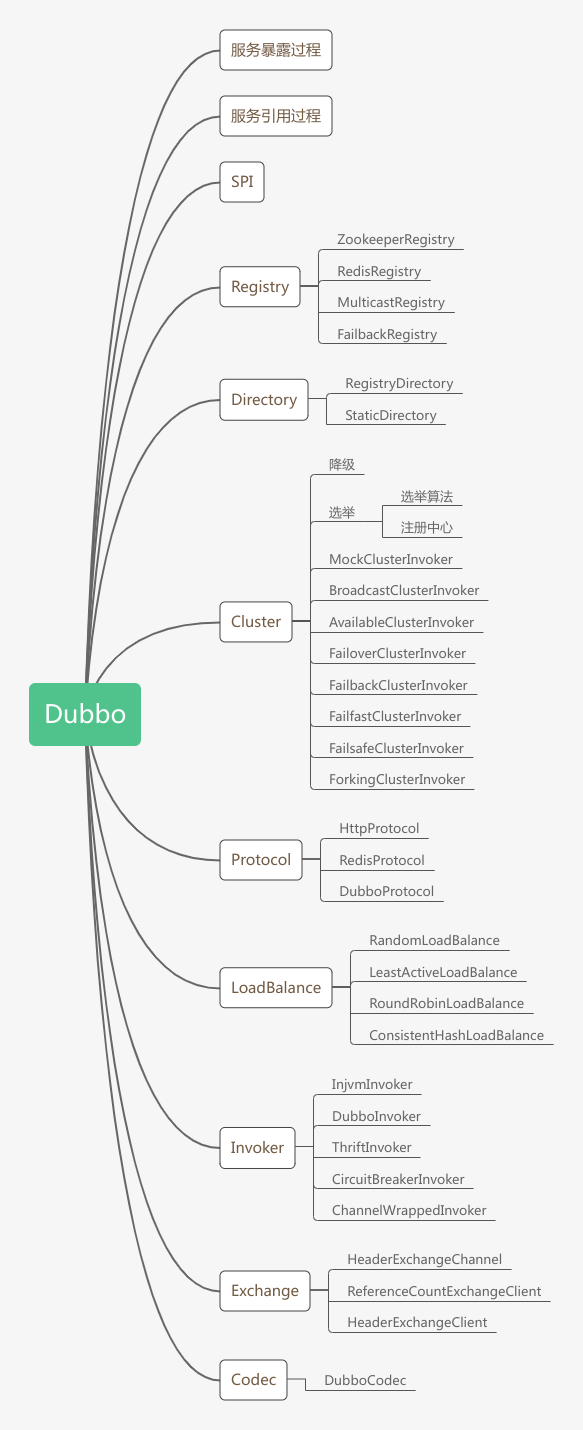 服务暴露过程
服务引用过程
SPI
Registry
ZookeeperRegistry
RedisRegistry
MulticastRegistry
FailbackRegistry
Directory
RegistryDirectory
StaticDirectory
Cluster
降级
选举
选举算法
注册中心
MockClusterInvoker
BroadcastClusterInvoker
AvailableClusterInvoker
FailoverClusterInvoker
FailbackClusterInvoker
FailfastClusterInvoker
FailsafeClusterInvoker
ForkingClusterInvoker
Dubbo
Protocol
HttpProtocol
RedisProtocol
DubboProtocol
LoadBalance
RandomLoadBalance
LeastActiveLoadBalance
RoundRobinLoadBalance
ConsistentHashLoadBalance
Invoker
InjvmInvoker
DubboInvoker
ThriftInvoker
CircuitBreakerInvoker
ChannelWrappedInvoker
Exchange
HeaderExchangeChannel
ReferenceCountExchangeClient
HeaderExchangeClient
Codec
DubboCodec